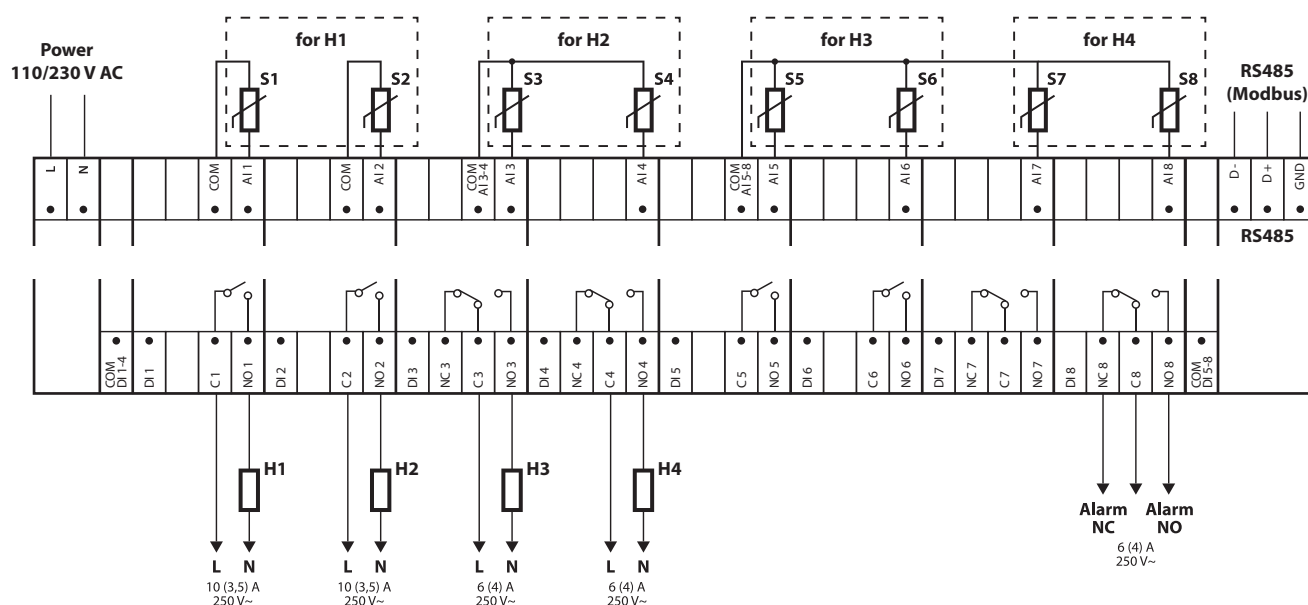 for H1
for H2
for H3
for H4
Power
110/230 V AC
S1
S2
S3
S4
S5
S6
S7
S8
RS485
(Modbus)
L
N
COM
AI 1
COM
AI 2
COM
AI 3-4
AI 3
AI 4
COM
AI 5-8
AI 5
AI 6
AI 7
AI 8
D -
D +
GND
RS485
COM
DI 1-4
DI 1
C 1
NO 1
DI 2
C 2
NO 2
DI 3
NC 3
C 3
NO 3
DI 4
NC 4
C 4
NO 4
DI 5
C 5
NO 5
DI 6
C 6
NO 6
DI 7
NC 7
C 7
NO 7
DI 8
NC 8
C 8
NO 8
COM
DI 5-8
H1
H2
H3
H4
L N
10 (3,5) A
250 V~
L N
10 (3,5) A
250 V~
L N
6 (4) A
250 V~
L N
6 (4) A
250 V~
Alarm
NC
Alarm
NO
6 (4) A
250 V~